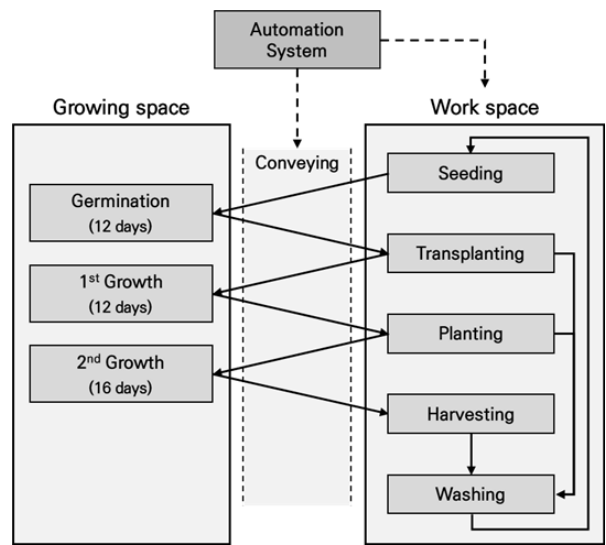 Automation
System
Growing space
Work space
Conveying
Seeding
Germination
(12 days)
Transplanting
1st Growth
(12 days)
Planting
2nd Growth
(16 days)
Harvesting
Washing